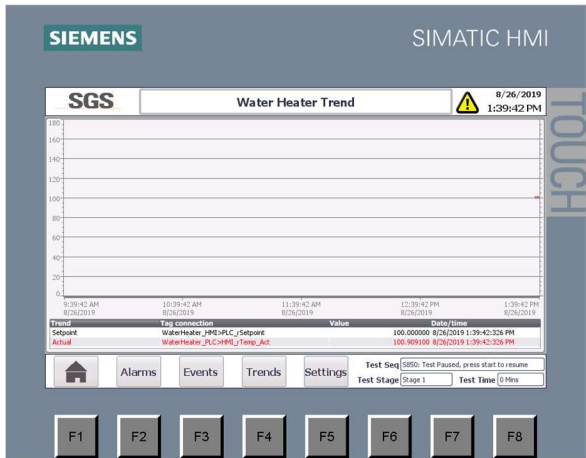 SIEMENS
SIMATIC HMI
TOUCH
SGS
Water Heater Trend
8/26/2019
1:39:42 PM
180
160
140
120
100
80
60
40
20
0
9:39:42 AM 10:39:42 AM 11:39:42 AM 12:39:42 PM 1:39:42 PM
8/26/2019 8/26/2019 8/26/2019 8/26/2019 8/26/2019
Trend Tag connection Value Date/time
Setpoint WaterHeater_HMI>PLC_rSetpoint 100.000000 8/26/2019 1:39:42:326 PM
Actual WaterHeater_PLC>HMI_rTemp_Act 100.909100 8/26/2019 1:39:42:326 PM
Alarms Events Trends Settings
Test Seq S850: Test Paused, press start to resume
Test Stage Stage 1 Test Time 0 Mins
F1 F2 F3 F4 F5 F6 F7 F8